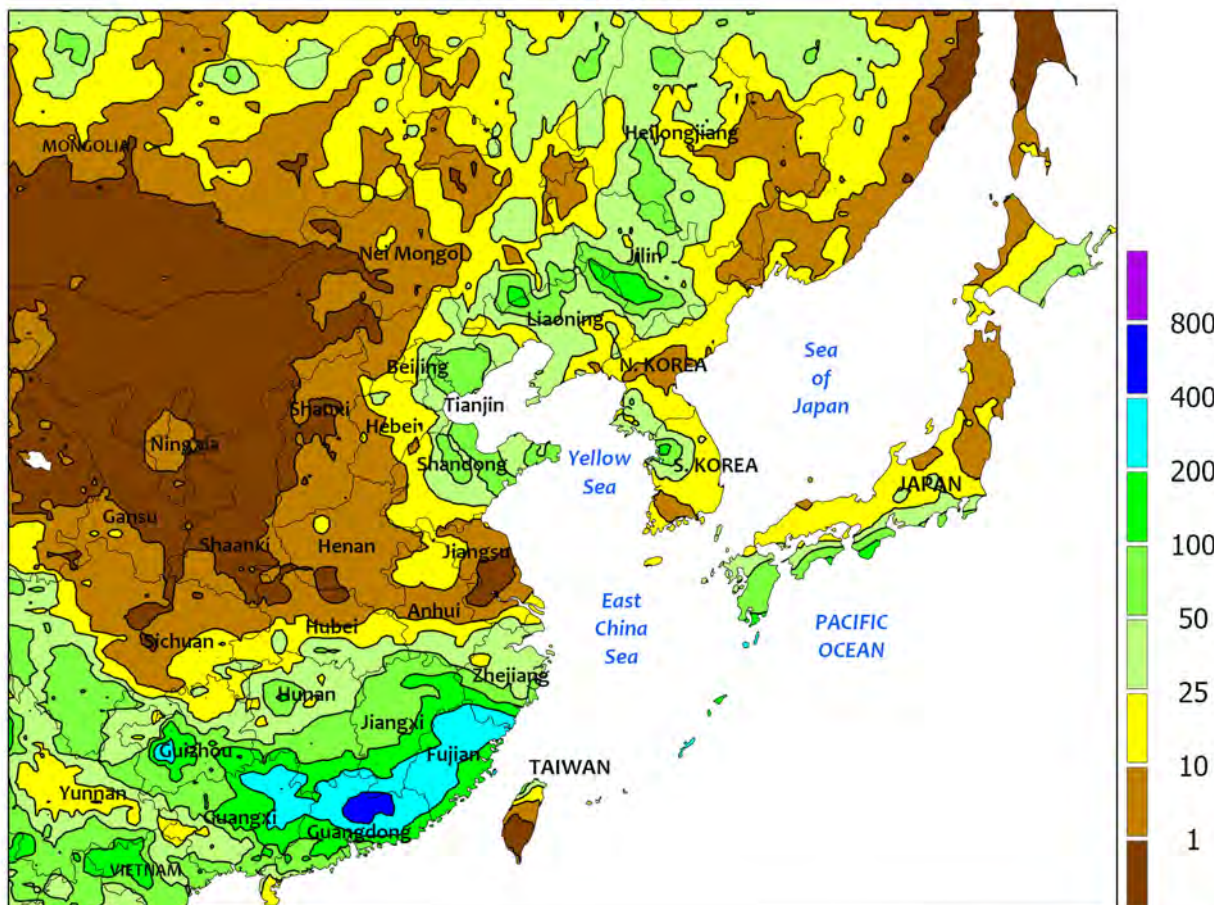 Heilongjiang
MONGOLIA
Nei Mongol
Jilin
800
Liaoning
Sea
of
Japan
Beijing
N. KOREA
400
Tianjin
Shanxi
Hebei
Ningxia
Shandong
Yellow
Sea
S. KOREA
200
JAPAN
Gansu
Shaanxi
Henan
Jiangsu
100
Anhui
East
China
Sea
50
Hubei
Sichuan
PACIFIC
OCEAN
Zhejiang
25
Hunan
Jiangxi
Guizhou
Fujian
TAIWAN
10
Yunnan
Guangxi
Guangdong
1
VIETNAM